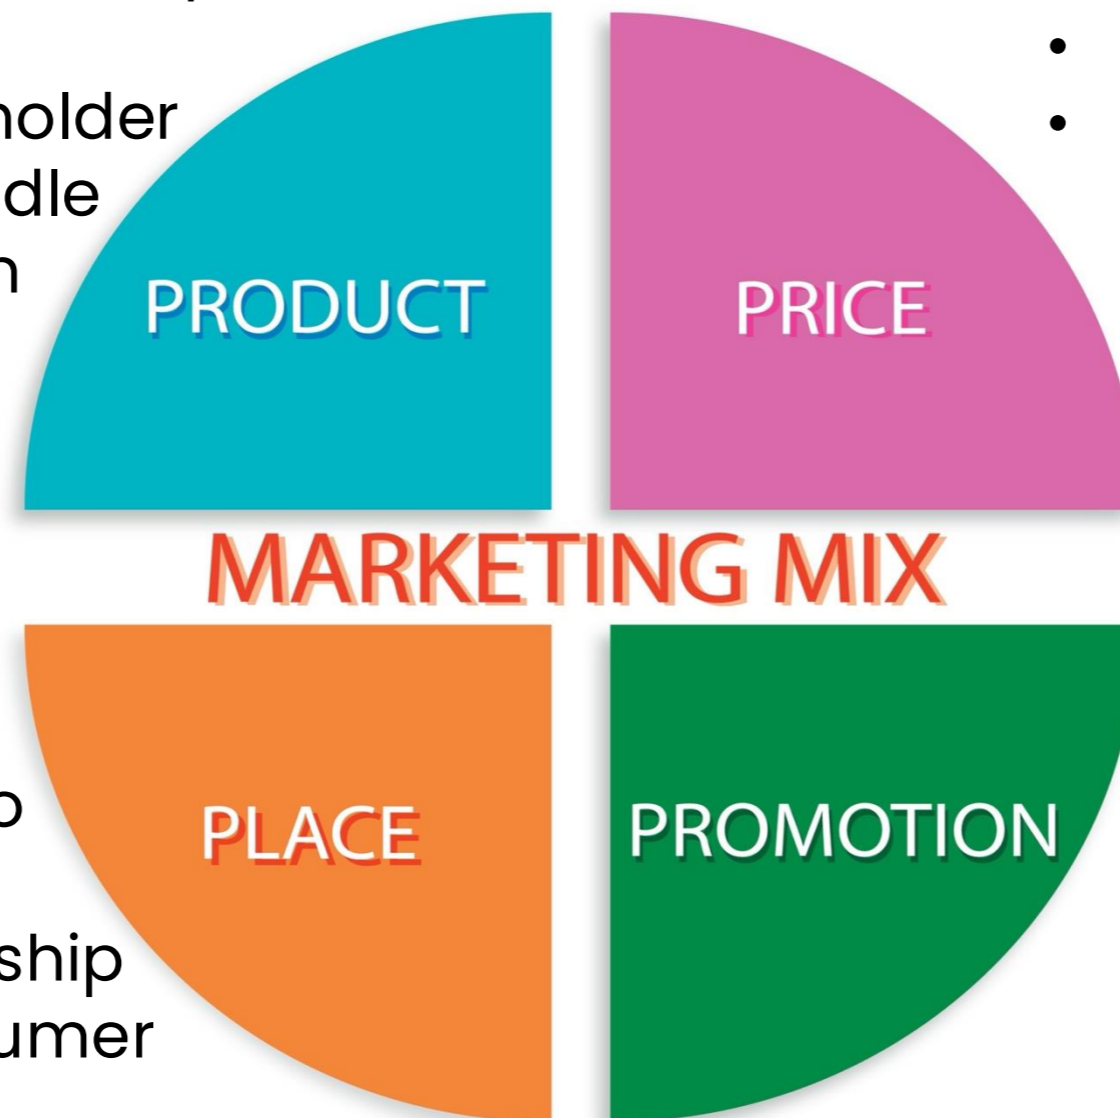 holder
dle
n
PRODUCT
PRICE
MARKETING MIX
PLACE
PROMOTION
o
ship
umer